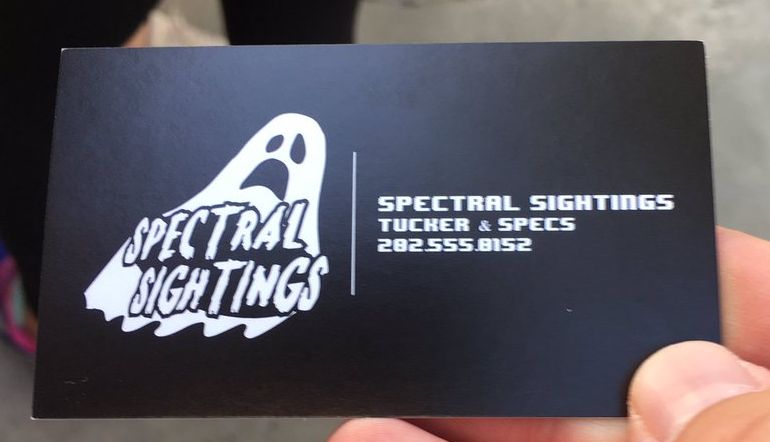 SPECTRAL
SIGHTINGS
SPECTRAL SIGHTINGS
TUCKER & SPECS
202.555.0152